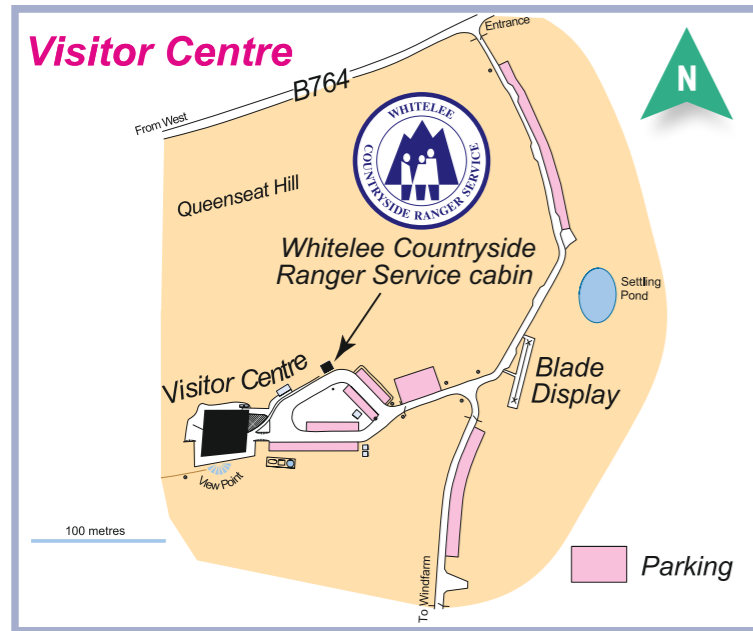 Visitor Centre
Entrance
B764
N
From West
WHITELEE
COUNTRYSIDE RANGER SERVICE
Queenseat Hill
Whitelee Countryside
Ranger Service cabin
Settling
Pond
Visitor Centre
Blade
Display
View Point
100 metres
Parking
To Windfarm